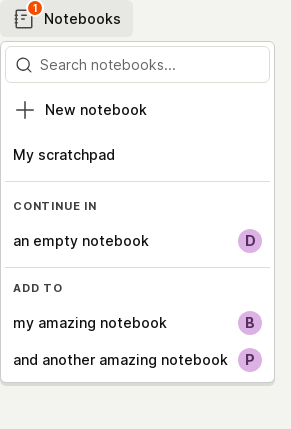 1
Notebooks
Search notebooks...
New notebook
My scratchpad
CONTINUE IN
an empty notebook D
ADD TO
my amazing notebook B
and another amazing notebook P